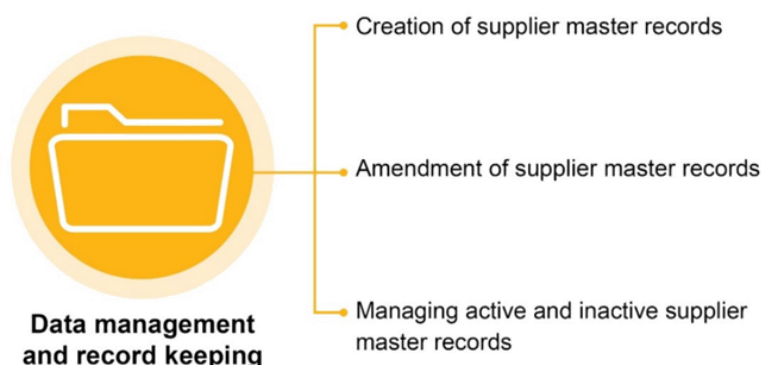 Creation of supplier master records
Amendment of supplier master records
Managing active and inactive supplier
master records
Data management
and record keeping